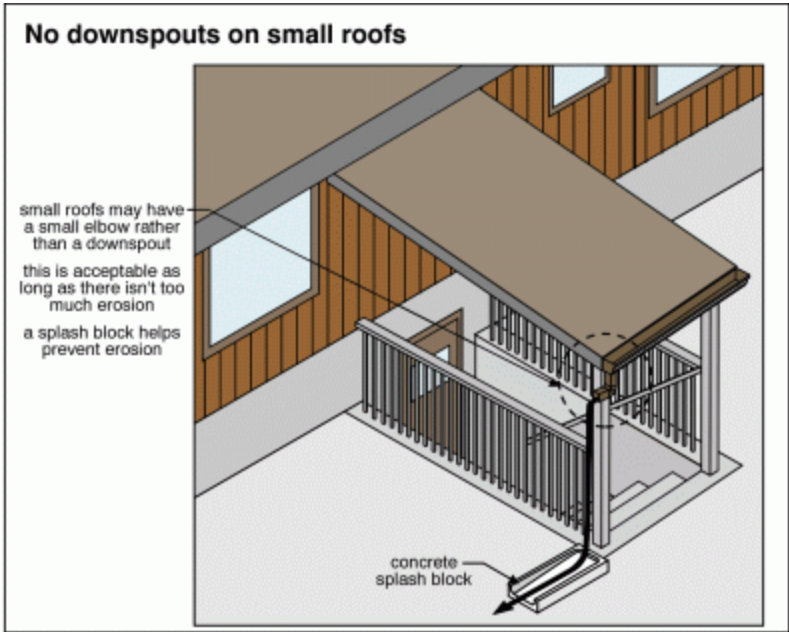 No downspouts on small roofs
small roofs may have
a small elbow rather
than a downspout
this is acceptable as
long as there isn't too
much erosion
a splash block helps
prevent erosion
concrete
splash block